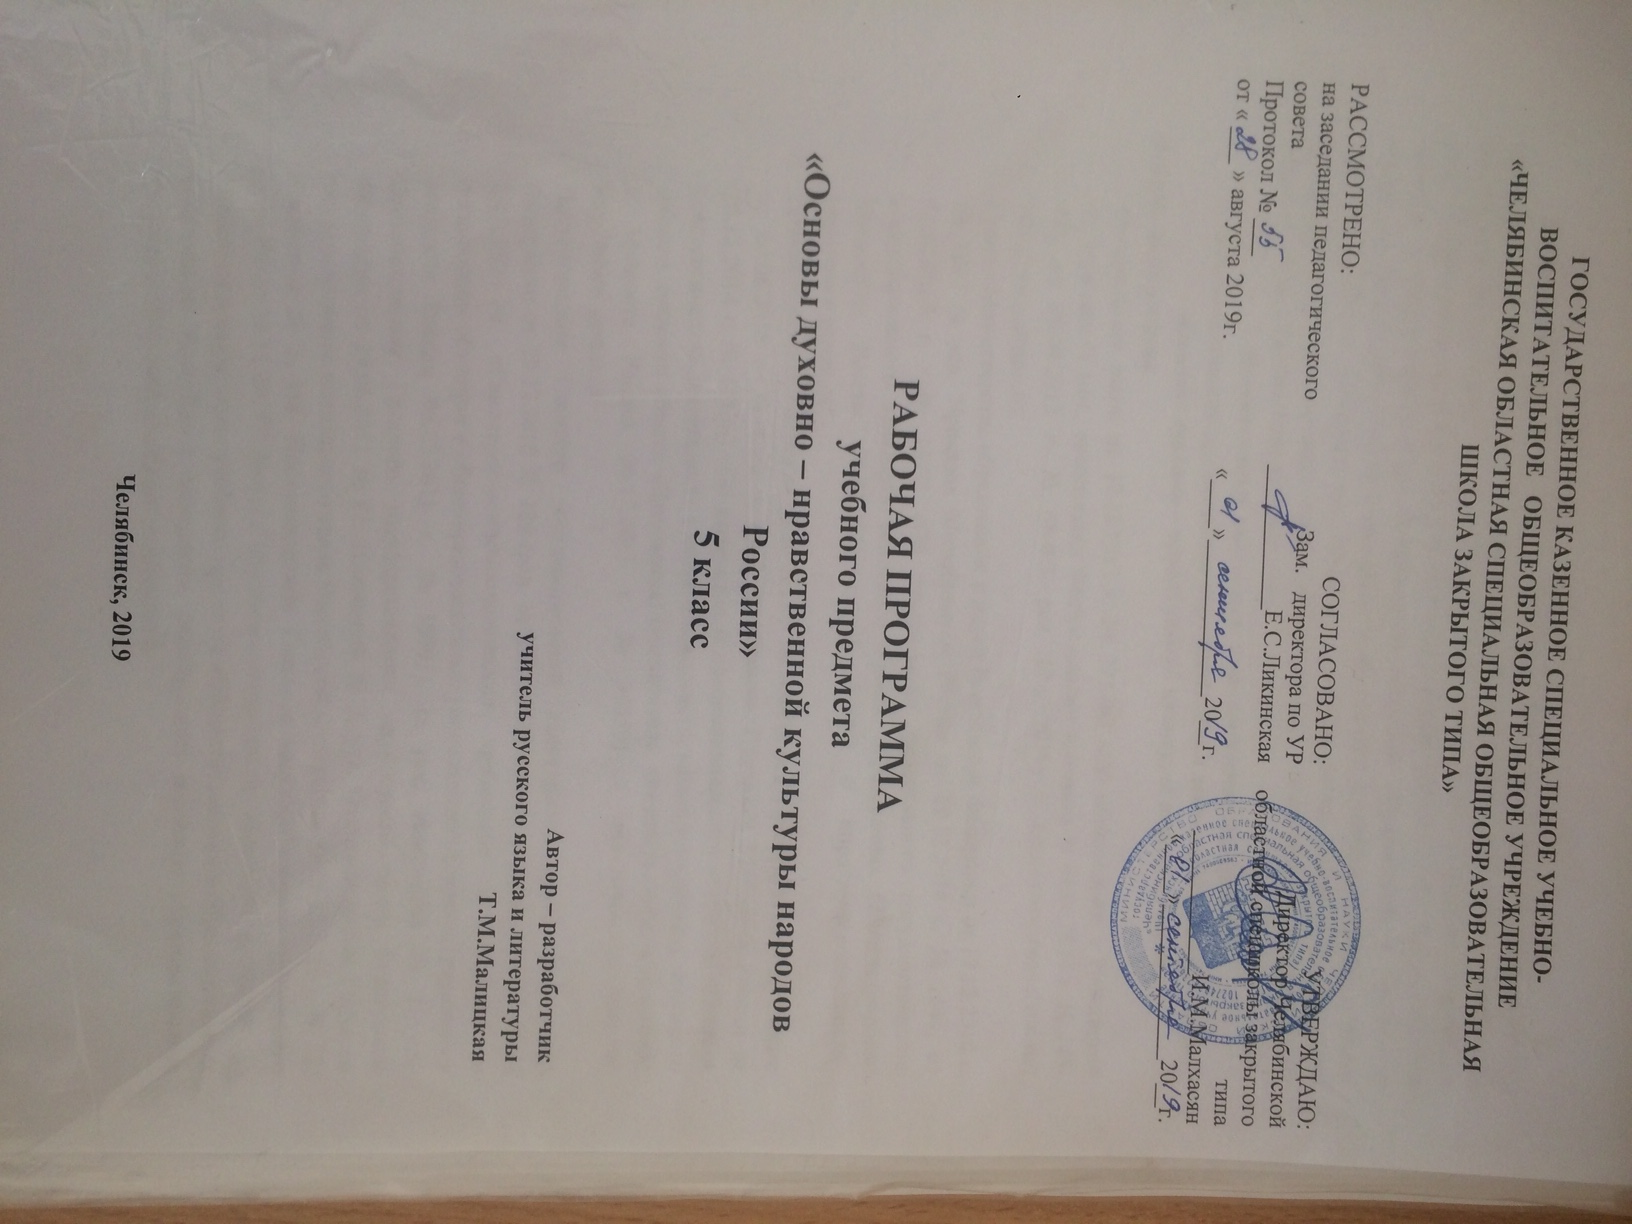 ГОСУДАРСТВЕННОЕ КАЗЕННОЕ СПЕЦИАЛЬНОЕ УЧЕБНО-
ВОСПИТАТЕЛЬНОЕ ОБЩЕОБРАЗОВАТЕЛЬНОЕ УЧРЕЖДЕНИЕ
«ЧЕЛЯБИНСКАЯ ОБЛАСТНАЯ СПЕЦИАЛЬНАЯ ОБЩЕОБРАЗОВАТЕЛЬНАЯ
ШКОЛА ЗАКРЫТОГО ТИПА»
РАССМОТРЕНО:
на заседании педагогического
совета
Протокол № 55
от « 28 » августа 2019г.
СОГЛАСОВАНО:
Зам. директора по УР
Е.С.Ликинская
« 01 » сентября 2019 г.
УТВЕРЖДАЮ:
Директор Челябинской
областной спецшколы закрытого
типа
И.М.Малхасян
« 01 » сентября 2019 г.
РАБОЧАЯ ПРОГРАММА
учебного предмета
«Основы духовно – нравственной культуры народов
России»
5 класс
Автор – разработчик
учитель русского языка и литературы
Т.М.Малицкая
Челябинск, 2019